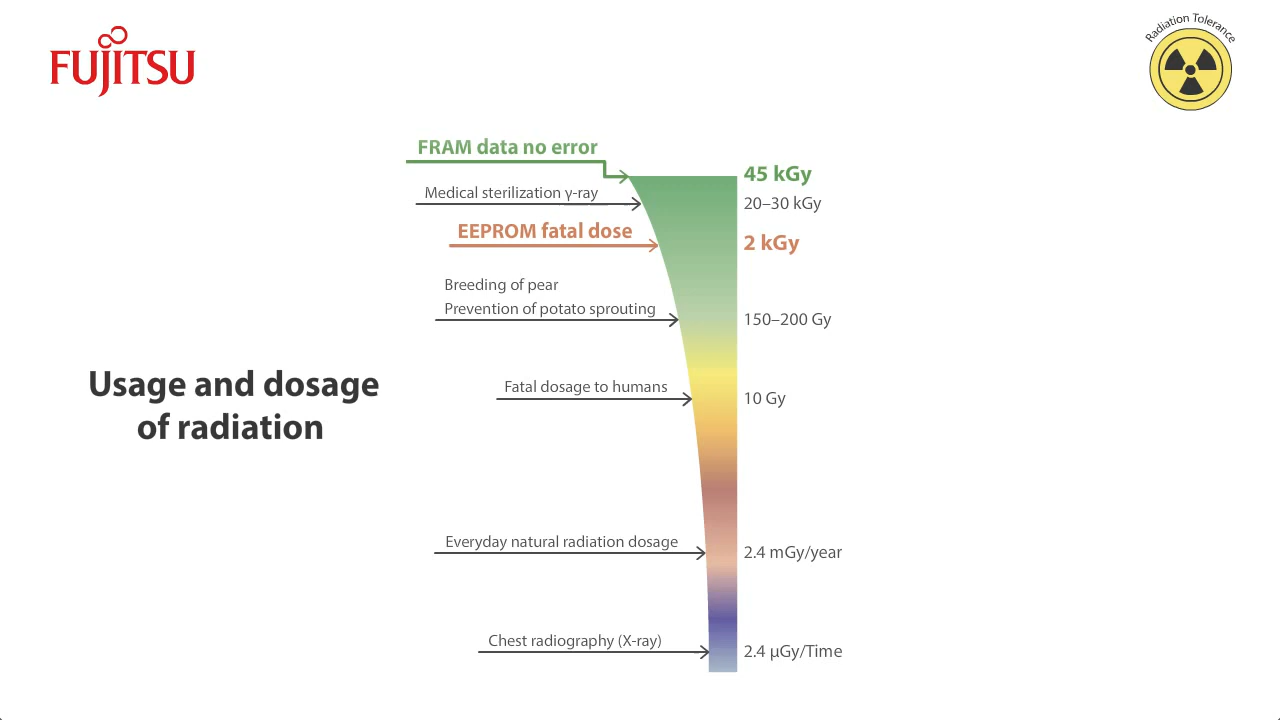 FUJITSU
Radiation Tolerance
FRAM data no error
45 kGy
Medical sterilization γ-ray
20–30 kGy
EEPROM fatal dose
2 kGy
Breeding of pear
Prevention of potato sprouting
150–200 Gy
Usage and dosage
of radiation
Fatal dosage to humans
10 Gy
Everyday natural radiation dosage
2.4 mGy/year
Chest radiography (X-ray)
2.4 μGy/Time